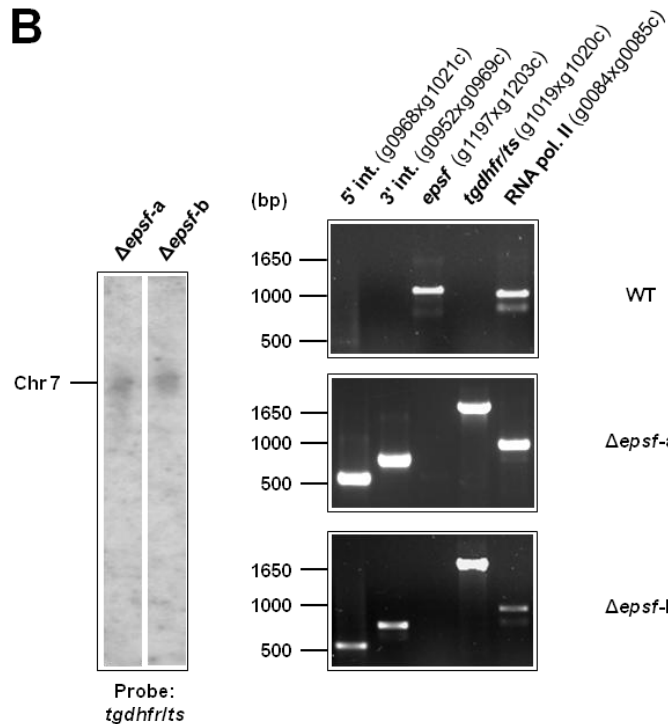 B
Δepsf-a
Δepsf-b
Chr 7
Probe:
tgdhfr/ts
(bp)
5' int. (g0968xg1021c)
3' int. (g0952xg0969c)
epsf (g1197xg1203c)
tgdhfr/ts (g1019xg1020c)
RNA pol. II (g0084xg0085c)
1650
1000
500
WT
1650
1000
500
Δepsf-a
1650
1000
500
Δepsf-